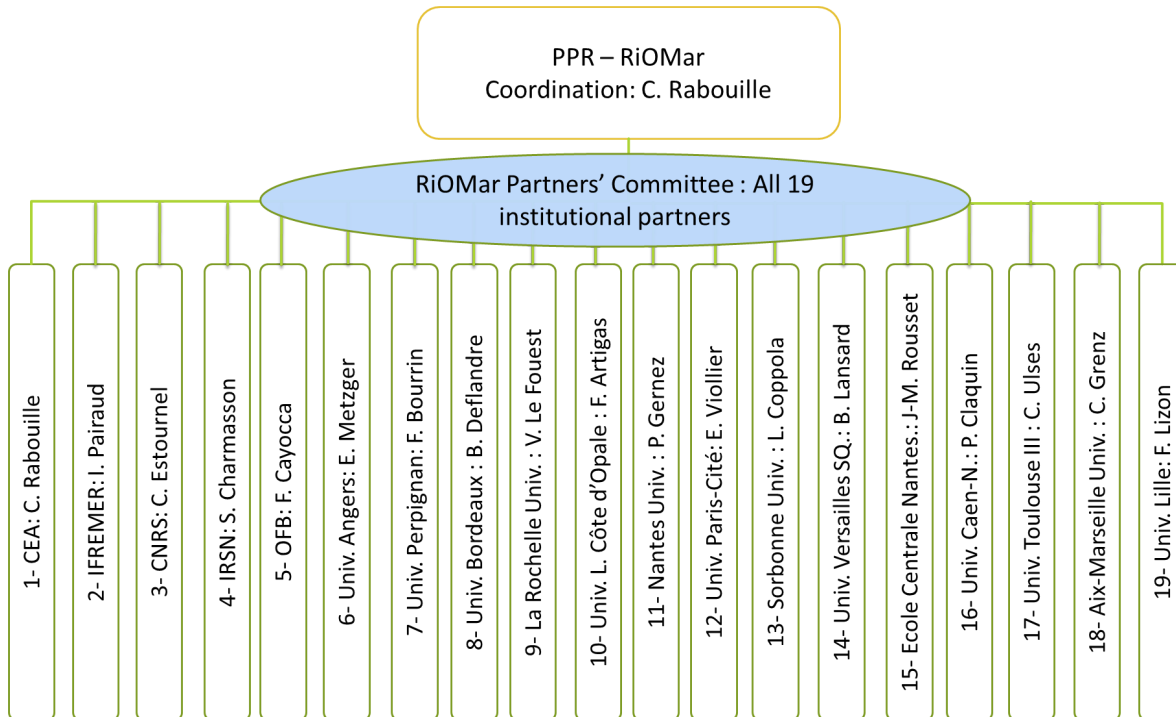 PPR – RiOMar
Coordination: C. Rabouille
RiOMar Partners’ Committee : All 19
institutional partners
1- CEA: C. Rabouille
2- IFREMER: I. Pairaud
3- CNRS: C. Estournel
4- IRSN: S. Charmasson
5- OFB: F. Cayocca
6- Univ. Angers: E. Metzger
7- Univ. Perpignan: F. Bourrin
8- Univ. Bordeaux : B. Deflandre
9- La Rochelle Univ. : V. Le Fouest
10- Univ. L. Côte d’Opale : F. Artigas
11- Nantes Univ. : P. Gernez
12- Univ. Paris-Cité: E. Viollier
13- Sorbonne Univ. : L. Coppola
14- Univ. Versailles SQ.: B. Lansard
15- Ecole Centrale Nantes.: J-M. Rousset
16- Univ. Caen-N.: P. Claquin
17- Univ. Toulouse III : C. Ulses
18- Aix-Marseille Univ. : C. Grenz
19- Univ. Lille: F. Lizon